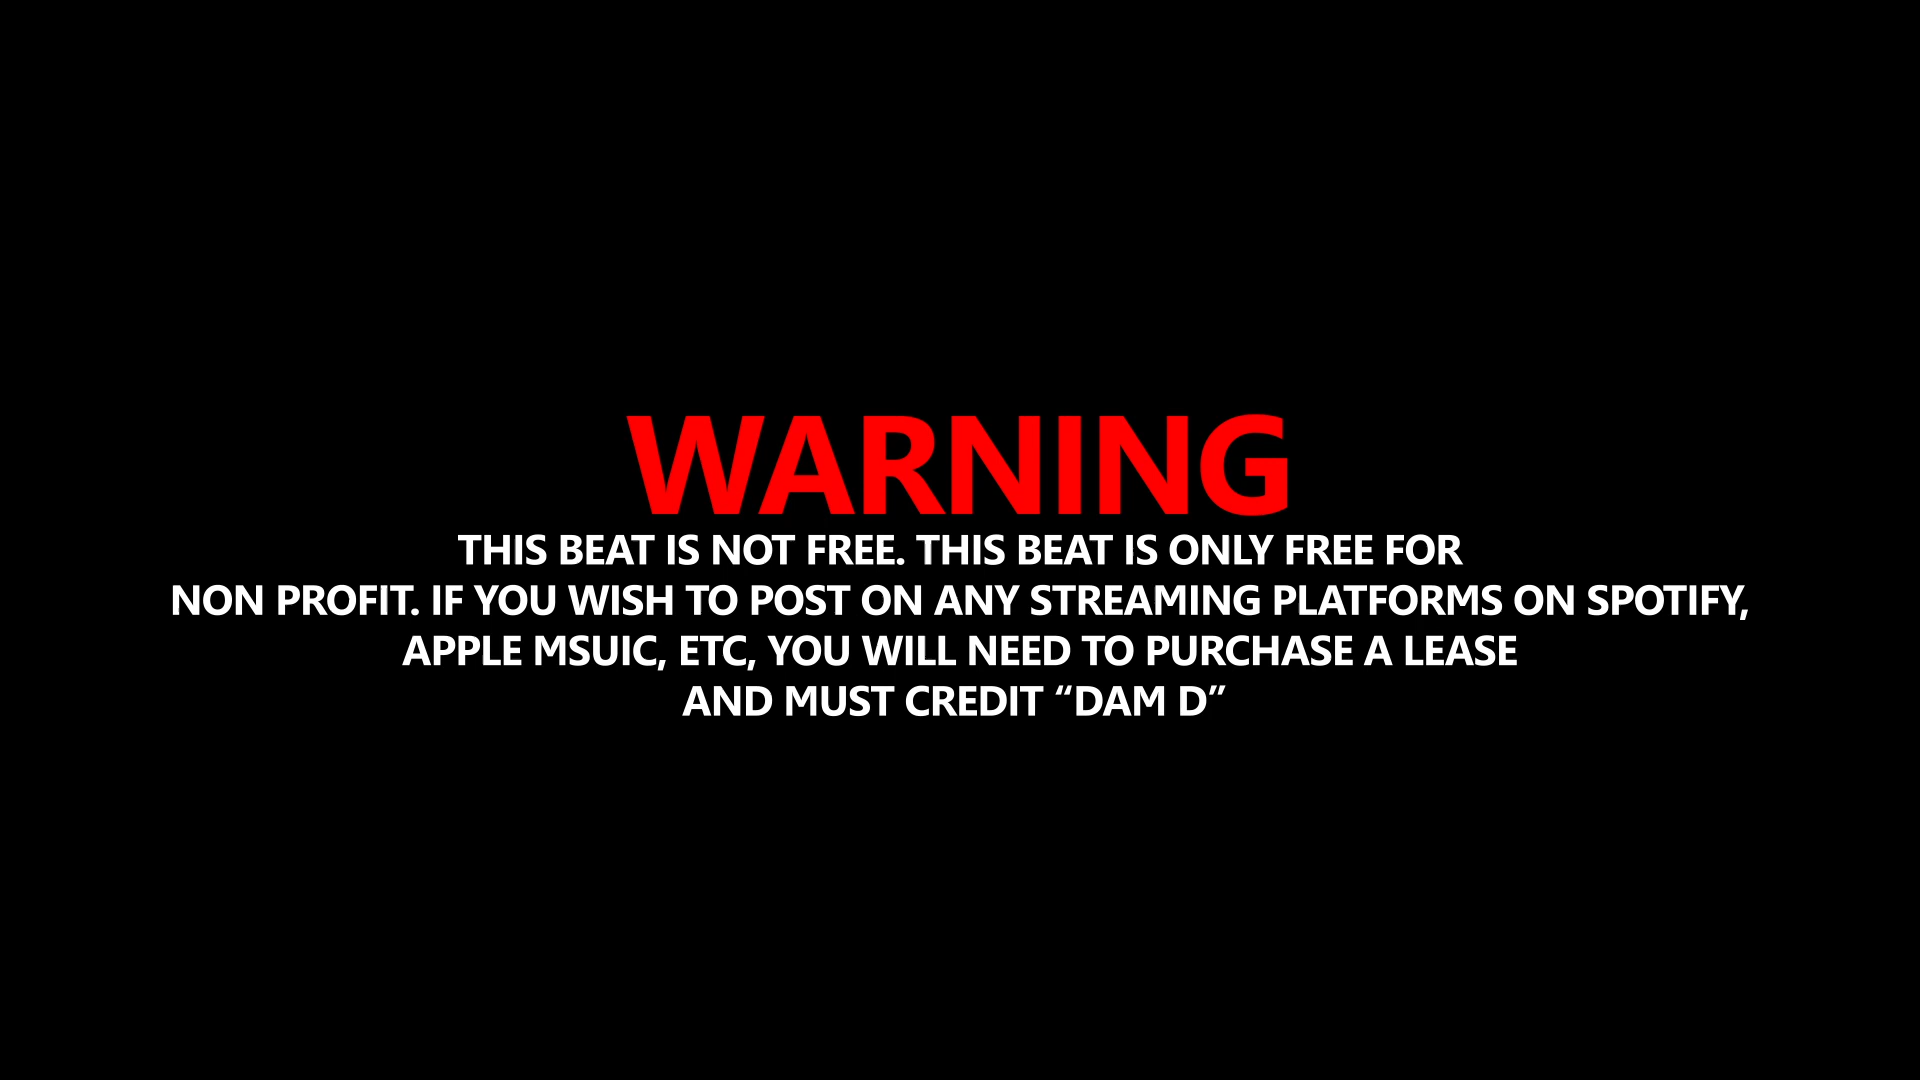 WARNING
THIS BEAT IS NOT FREE. THIS BEAT IS ONLY FREE FOR
NON PROFIT. IF YOU WISH TO POST ON ANY STREAMING PLATFORMS ON SPOTIFY,
APPLE MSUIC, ETC, YOU WILL NEED TO PURCHASE A LEASE
AND MUST CREDIT “DAM D”